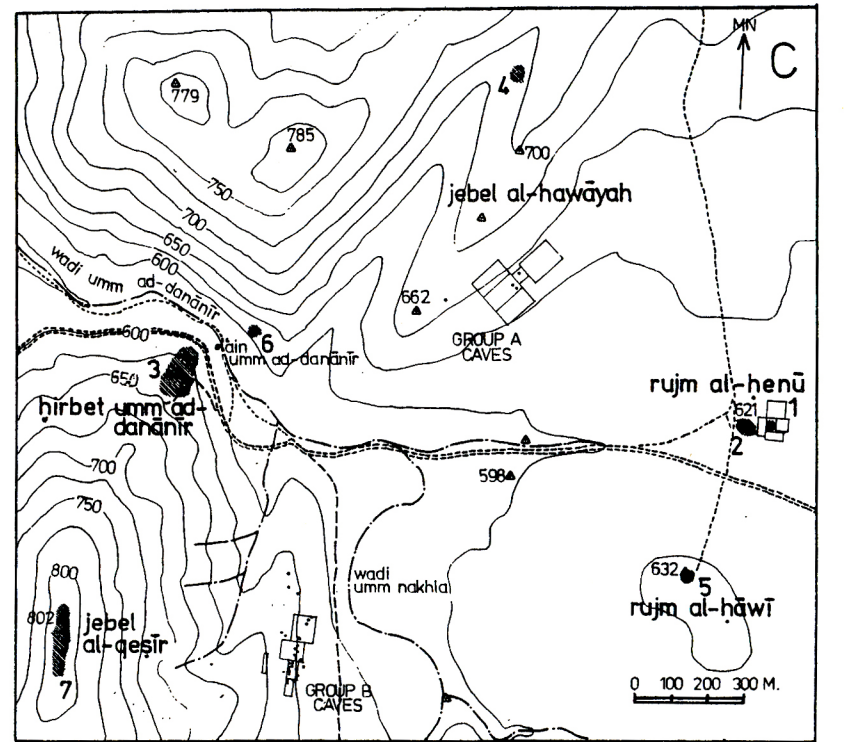 MN
C
779
4
785
700
750
jebel al-hawāyah
700
650
wadi umm ad-danānīr
600
662
600
6
GROUP A
CAVES
ʿain
umm ad-danānīr
3
650
rujm al-henū
621
1
hirbet umm ad-
danānīr
2
700
598
750
800
wadi
umm nakhla
632
5
802
jebel
al-qeṣīr
rujm al-hāwī
7
GROUP B
CAVES
0 100 200 300 M.